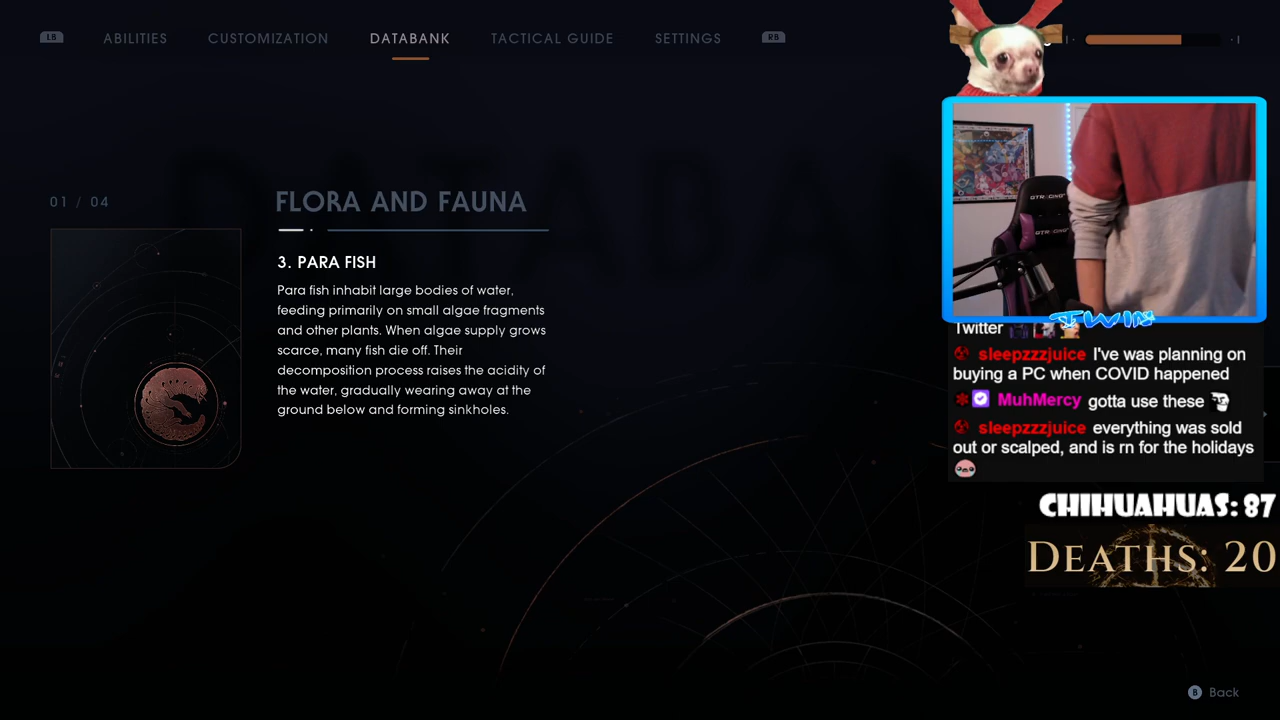 LB ABILITIES CUSTOMIZATION DATABANK TACTICAL GUIDE SETTINGS RB
DATABAN
01 / 04
FLORA AND FAUNA
3. PARA FISH
Para fish inhabit large bodies of water,
feeding primarily on small algae fragments
and other plants. When algae supply grows
scarce, many fish die off. Their
decomposition process raises the acidity of
the water, gradually wearing away at the
ground below and forming sinkholes.
GTRACING
GTRACING
TWIN
Twitter
sleepzzzjuice I've was planning on
buying a PC when COVID happened
MuhMercy gotta use these
sleepzzzjuice everything was sold
out or scalped, and is rn for the holidays
CHIHUAHUAS: 87
DEATHS: 20
B Back